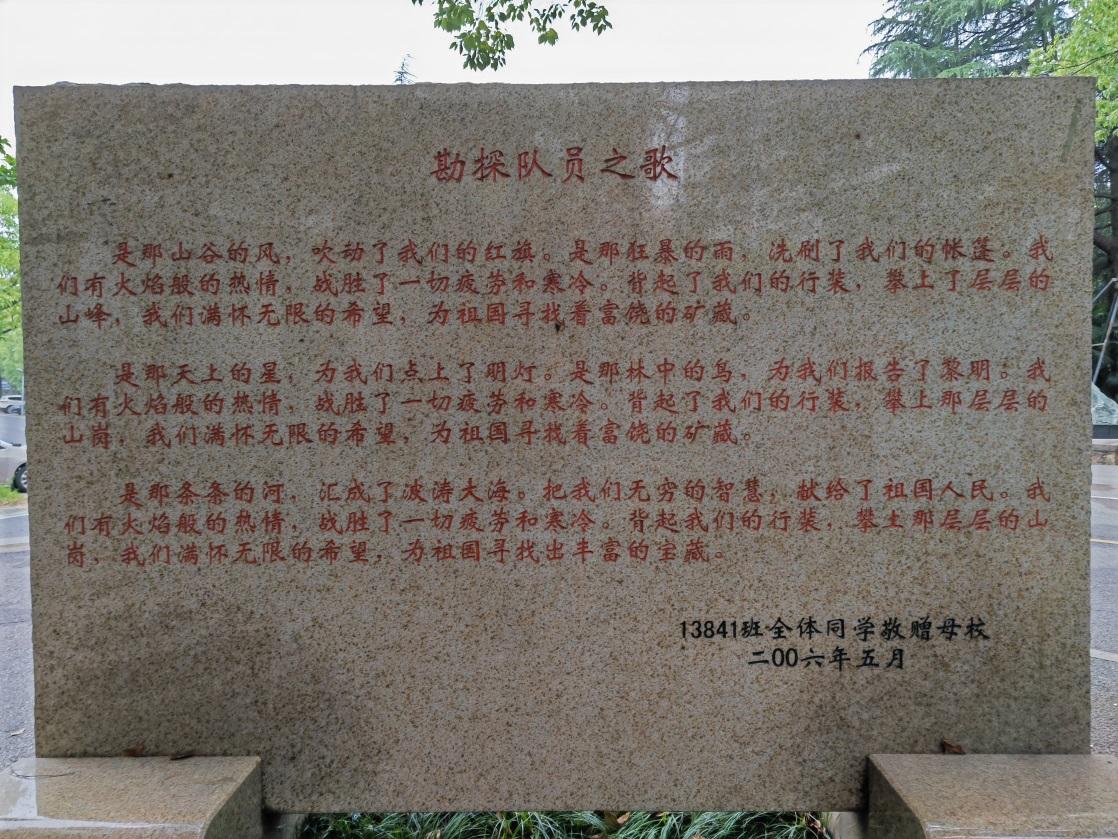 勘探队员之歌
是那山谷的风，吹动了我们的红旗。是那狂暴的雨，洗刷了我们的帐篷。我
们有火焰般的热情，战胜了一切疲劳和寒冷。背起了我们的行装，攀上了层层的
山峰，我们满怀无限的希望，为祖国寻找着富饶的矿藏。
是那天上的星，为我们点上了明灯。是那林中的鸟，为我们报告了黎明。我
们有火焰般的热情，战胜了一切疲劳和寒冷。背起了我们的行装，攀上那层层的
山岗，我们满怀无限的希望，为祖国寻找着富饶的矿藏。
是那条条的河，汇成了波涛大海。把我们无穷的智慧，献给了祖国人民。我
们有火焰般的热情，战胜了一切疲劳和寒冷。背起我们的行装，攀上那层层的山
岗，我们满怀无限的希望，为祖国寻找出丰富的宝藏。
13841班全体同学敬赠母校
二00六年五月